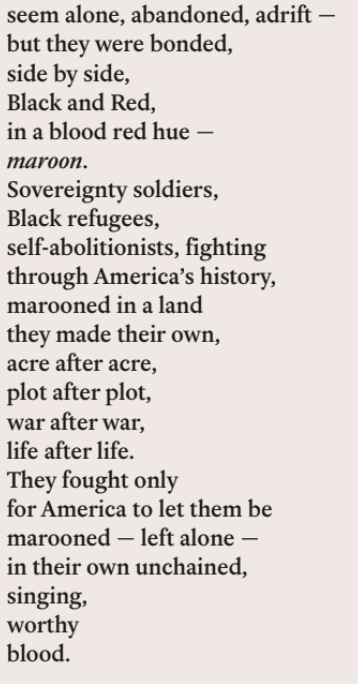 seem alone, abandoned, adrift —
but they were bonded,
side by side,
Black and Red,
in a blood red hue —
maroon.
Sovereignty soldiers,
Black refugees,
self-abolitionists, fighting
through America’s history,
marooned in a land
they made their own,
acre after acre,
plot after plot,
war after war,
life after life.
They fought only
for America to let them be
marooned — left alone —
in their own unchained,
singing,
worthy
blood.